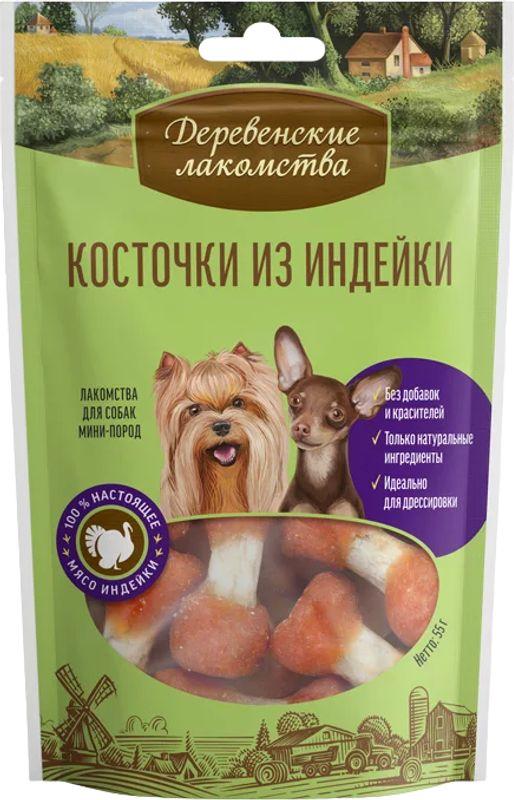 Деревенские
лакомства
КОСТОЧКИ ИЗ ИНДЕЙКИ
ЛАКОМСТВА
ДЛЯ СОБАК
МИНИ-ПОРОД
✓ Без добавок
и красителей
✓ Только натуральные
ингредиенты
✓ Идеально
для дрессировки
100 % НАСТОЯЩЕЕ
МЯСО ИНДЕЙКИ
Нетто: 55 г